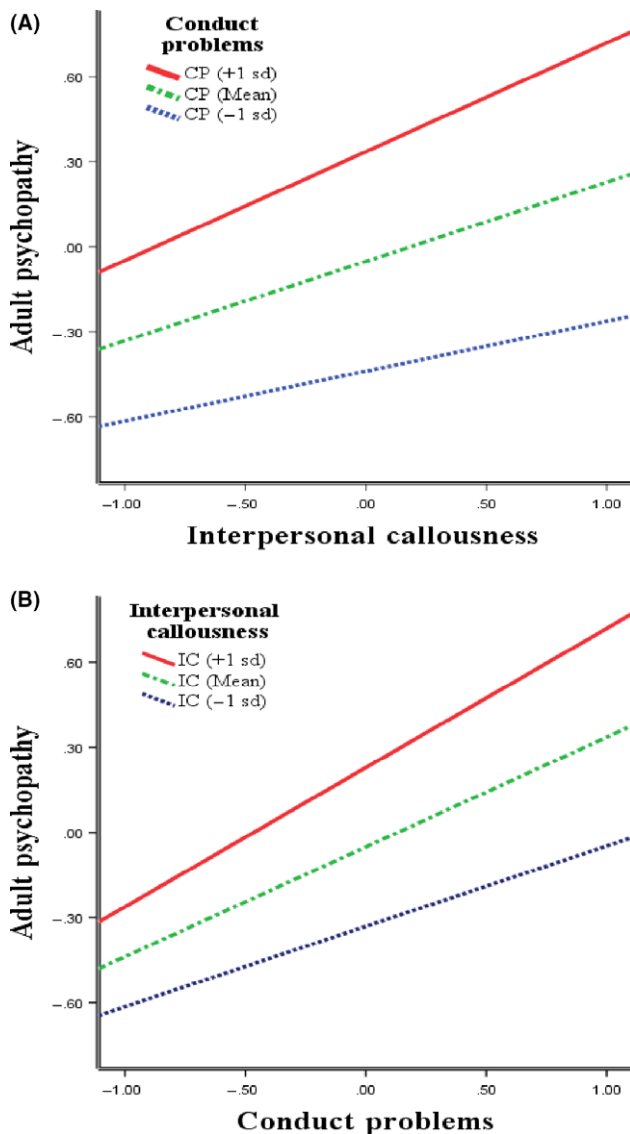 (A)
Conduct
problems
CP (+1 sd)
CP (Mean)
CP (−1 sd)
.60
.30
.00
−.30
−.60
Adult psychopathy
−1.00 −.50 .00 .50 1.00
Interpersonal callousness
(B)
Interpersonal
callousness
IC (+1 sd)
IC (Mean)
IC (−1 sd)
.60
.30
.00
−.30
−.60
Adult psychopathy
−1.00 −.50 .00 .50 1.00
Conduct problems